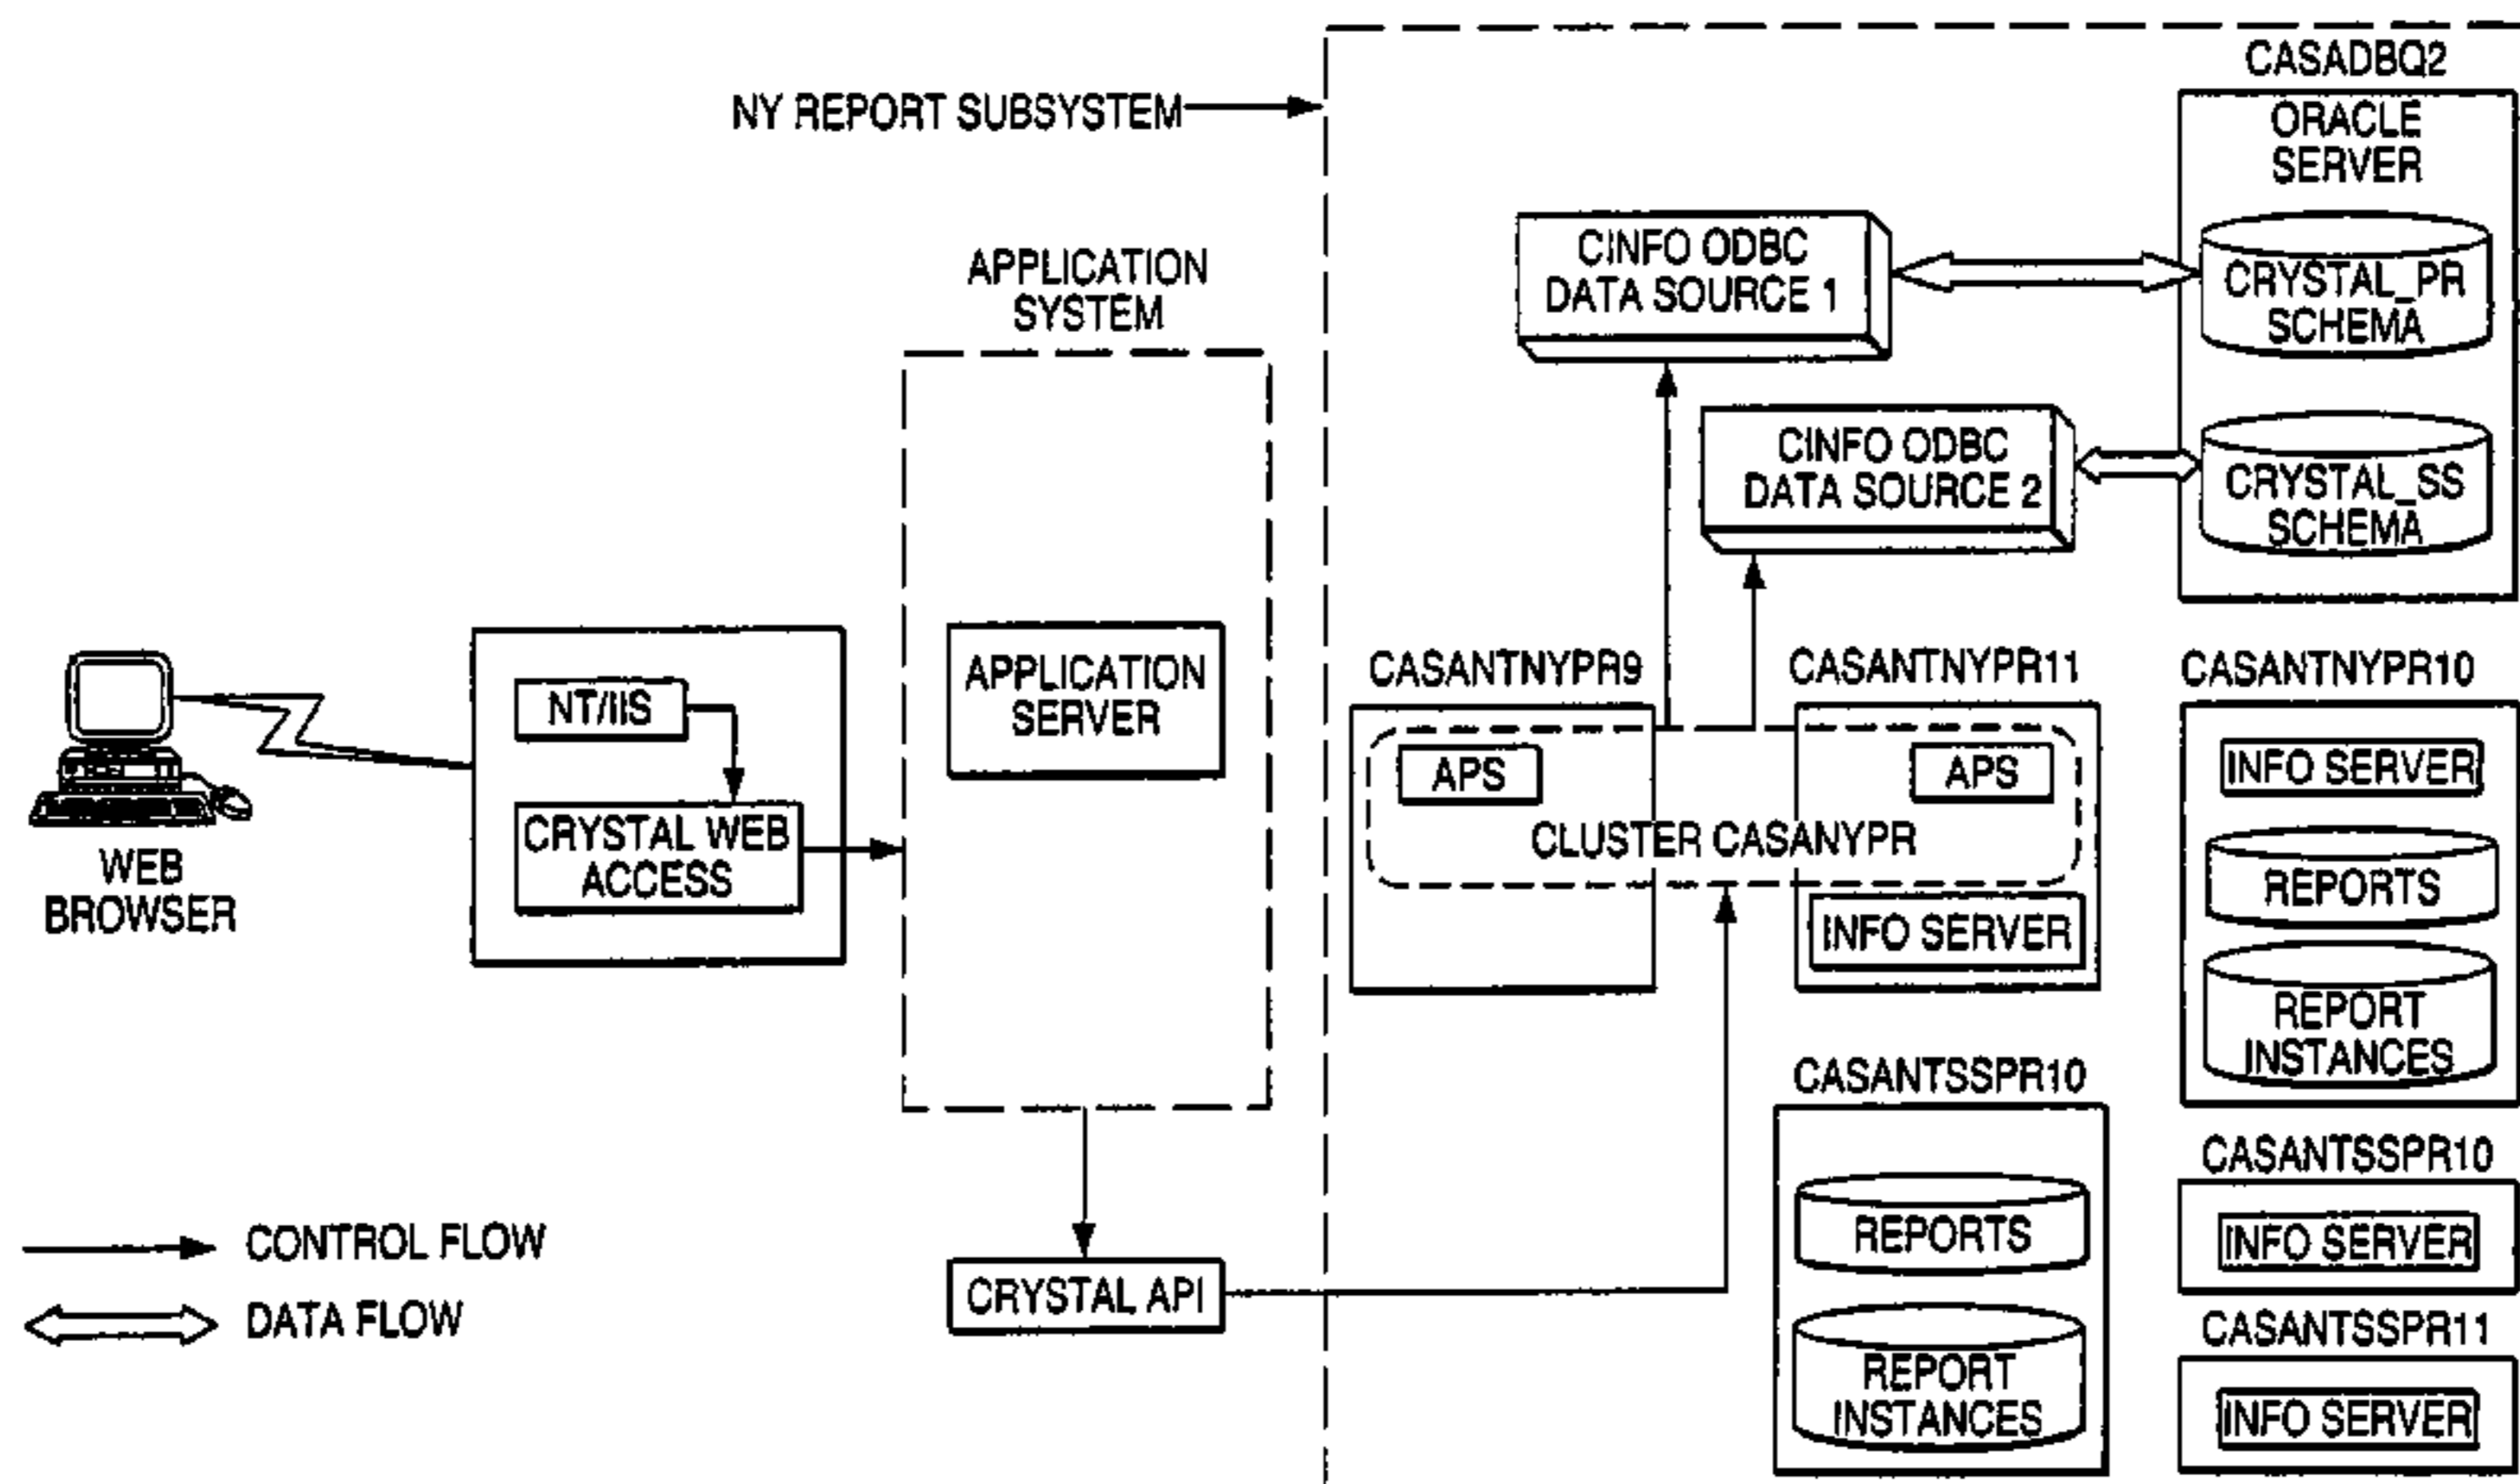 NY REPORT SUBSYSTEM
CASADBQ2
ORACLE
SERVER
CINFO ODBC
DATA SOURCE 1
CRYSTAL_PR
SCHEMA
APPLICATION
SYSTEM
CINFO ODBC
DATA SOURCE 2
CRYSTAL_SS
SCHEMA
NT/IIS
CRYSTAL WEB
ACCESS
APPLICATION
SERVER
CASANTNYPR9
CASANTNYPR11
CASANTNYPR10
APS
APS
CLUSTER CASANYPR
INFO SERVER
INFO SERVER
REPORTS
REPORT
INSTANCES
WEB
BROWSER
CASANTSSPR10
REPORTS
REPORT
INSTANCES
CASANTSSPR10
INFO SERVER
CASANTSSPR11
INFO SERVER
CONTROL FLOW
DATA FLOW
CRYSTAL API